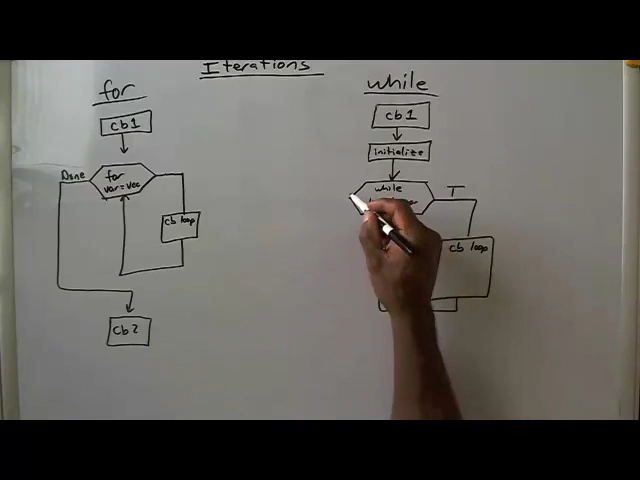 Iterations
for
cb1
Done
for
var=vec
cb loop
cb2
while
cb1
initialize
while
T
cb loop